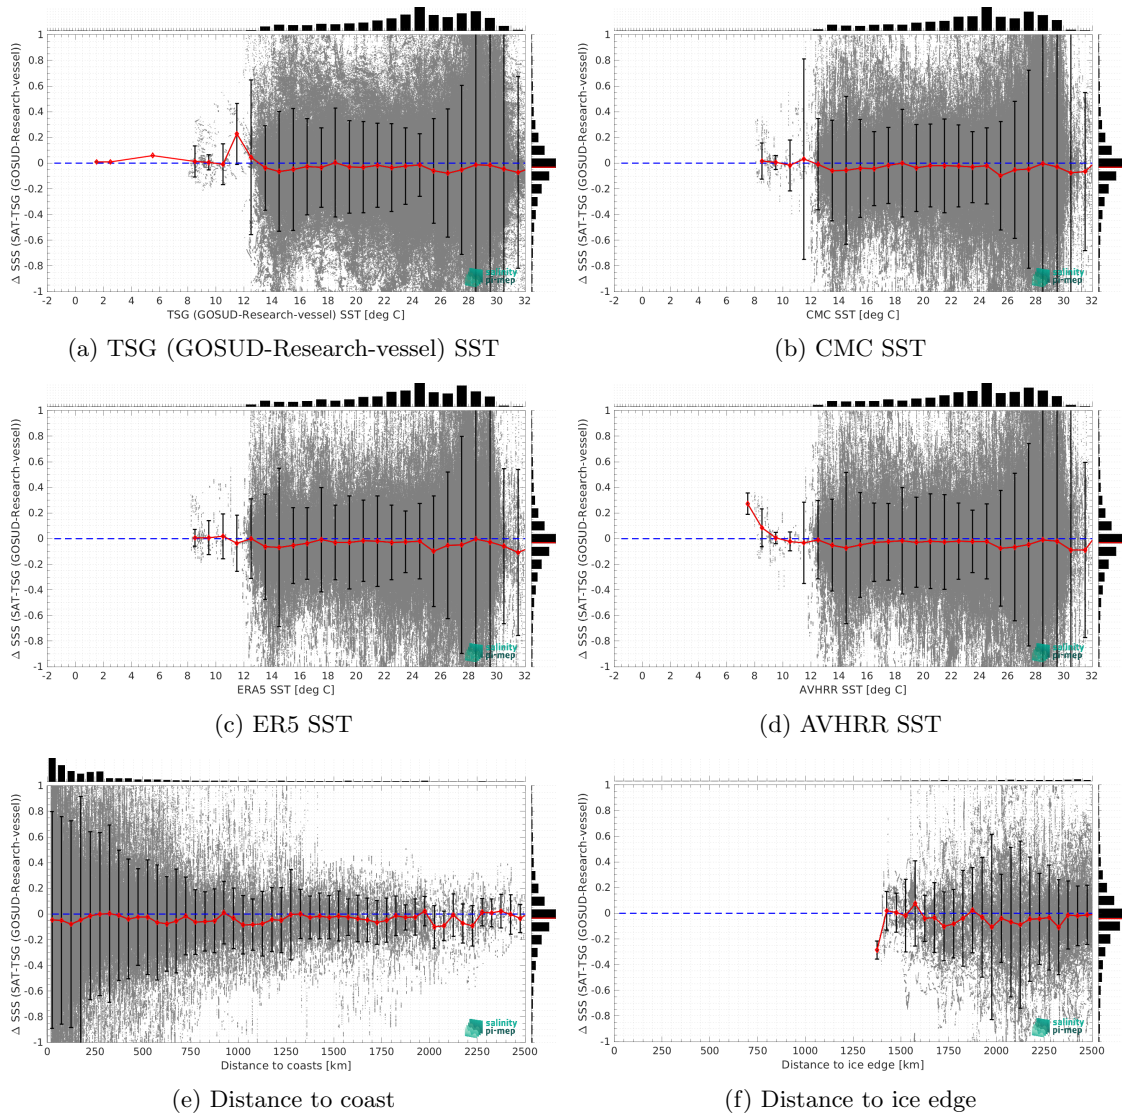 1
0.8
0.6
0.4
0.2
0
-0.2
-0.4
-0.6
-0.8
-1
Δ SSS (SAT-TSG (GOSUD-Research-vessel))
salinity
pi-mep
-2 0 2 4 6 8 10 12 14 16 18 20 22 24 26 28 30 32
TSG (GOSUD-Research-vessel) SST [deg C]
(a) TSG (GOSUD-Research-vessel) SST
1
0.8
0.6
0.4
0.2
0
-0.2
-0.4
-0.6
-0.8
-1
Δ SSS (SAT-TSG (GOSUD-Research-vessel))
salinity
pi-mep
-2 0 2 4 6 8 10 12 14 16 18 20 22 24 26 28 30 32
CMC SST [deg C]
(b) CMC SST
1
0.8
0.6
0.4
0.2
0
-0.2
-0.4
-0.6
-0.8
-1
Δ SSS (SAT-TSG (GOSUD-Research-vessel))
salinity
pi-mep
-2 0 2 4 6 8 10 12 14 16 18 20 22 24 26 28 30 32
ERA5 SST [deg C]
(c) ER5 SST
1
0.8
0.6
0.4
0.2
0
-0.2
-0.4
-0.6
-0.8
-1
Δ SSS (SAT-TSG (GOSUD-Research-vessel))
salinity
pi-mep
-2 0 2 4 6 8 10 12 14 16 18 20 22 24 26 28 30 32
AVHRR SST [deg C]
(d) AVHRR SST
1
0.8
0.6
0.4
0.2
0
-0.2
-0.4
-0.6
-0.8
-1
Δ SSS (SAT-TSG (GOSUD-Research-vessel))
salinity
pi-mep
0 250 500 750 1000 1250 1500 1750 2000 2250 2500
Distance to coasts [km]
(e) Distance to coast
1
0.8
0.6
0.4
0.2
0
-0.2
-0.4
-0.6
-0.8
-1
Δ SSS (SAT-TSG (GOSUD-Research-vessel))
salinity
pi-mep
0 250 500 750 1000 1250 1500 1750 2000 2250 2500
Distance to ice edge [km]
(f) Distance to ice edge